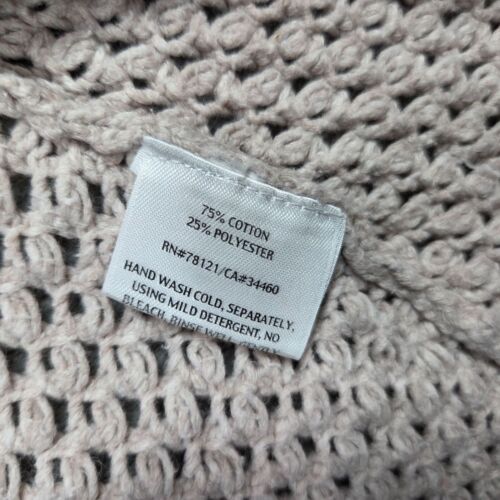 75% COTTON
25% POLYESTER
RN#78121/CA#34460
HAND WASH COLD, SEPARATELY,
USING MILD DETERGENT, NO
BLEACH, RINSE WELL, GENTLY